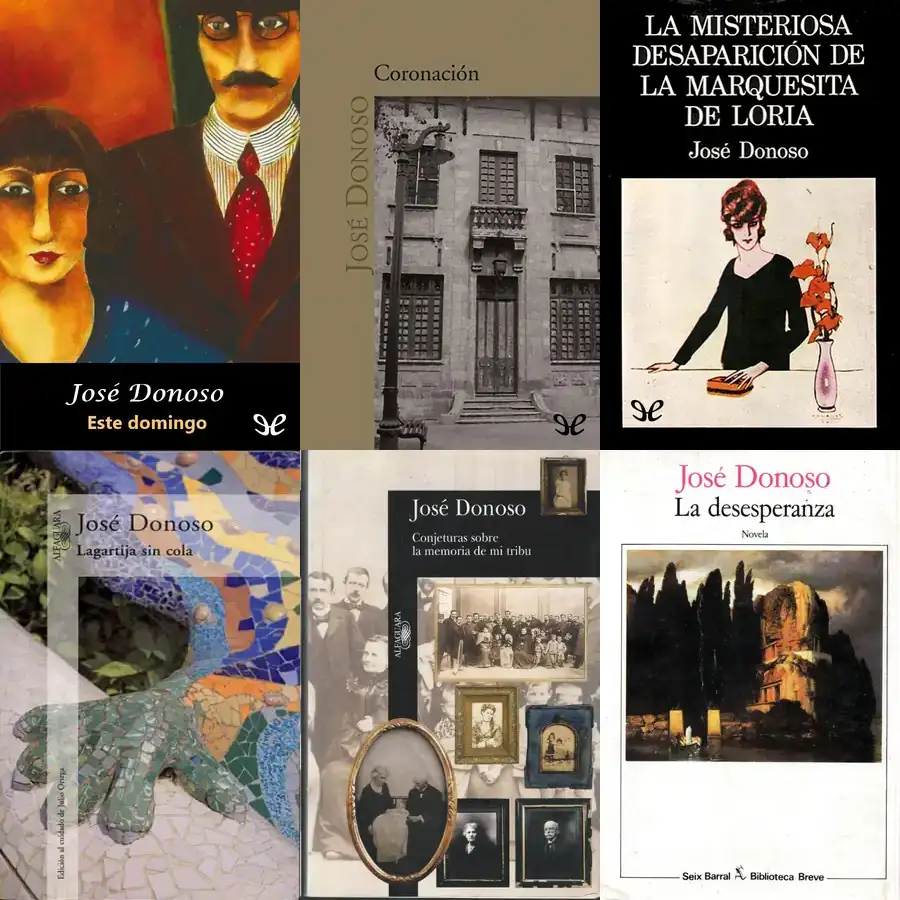 José Donoso
Este domingo
Coronación
JOSÉ DONOSO
LA MISTERIOSA
DESAPARICIÓN DE
LA MARQUESITA
DE LORIA
José Donoso
ALFAGUARA
José Donoso
Lagartija sin cola
Edición al cuidado de Julio Ortega
José Donoso
Conjeturas sobre
la memoria de mi tribu
ALFAGUARA
José Donoso
La desesperanza
Novela
Seix Barral Biblioteca Breve